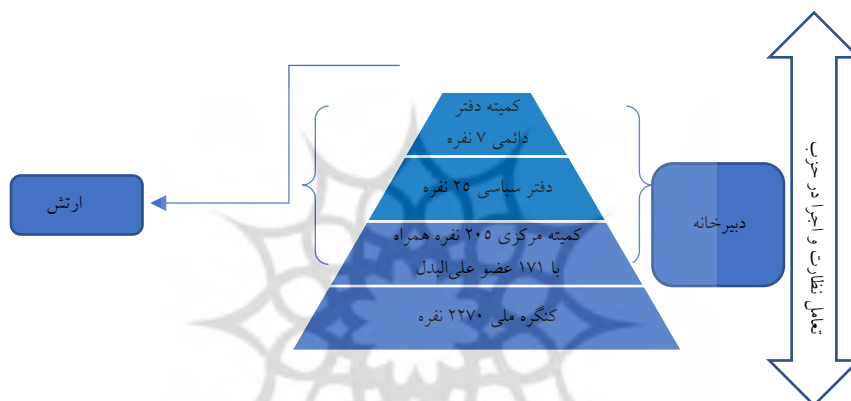 کمیته دفتر
دائمی ۷ نفره
دفتر سیاسی ۲۵ نفره
کمیته مرکزی ۲۰۵ نفره همراه
با ۱۷۱ عضو علی‌البدل
کنگره ملی ۲۲۷۰ نفره
دبیرخانه
ارتش
تعامل نظارت و اجرا در حزب